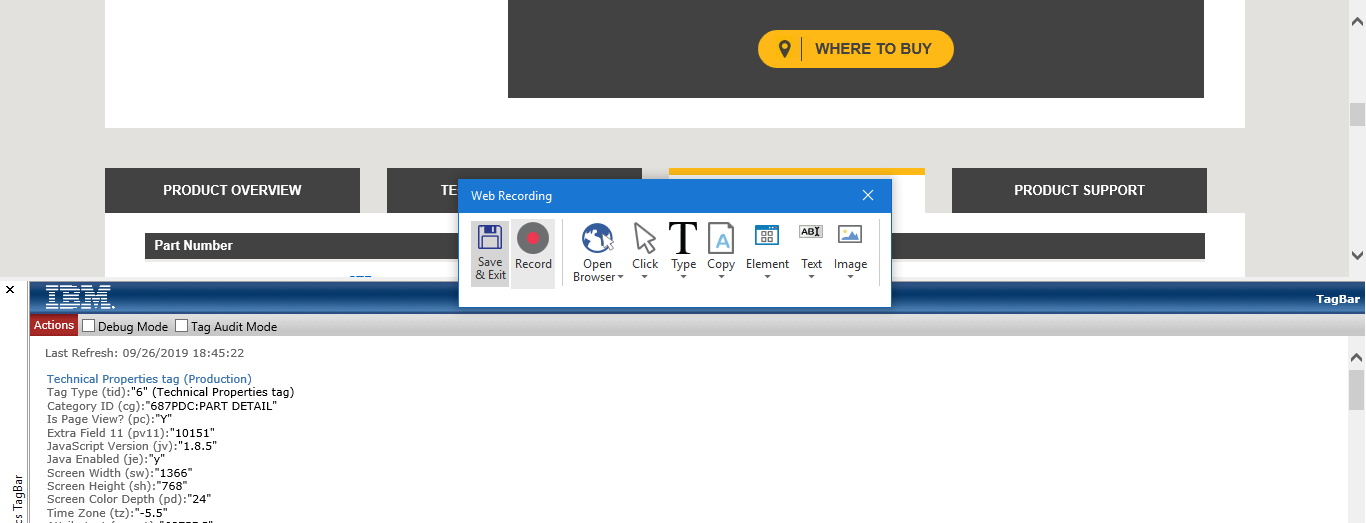 WHERE TO BUY
PRODUCT OVERVIEW
TE
PRODUCT SUPPORT
Web Recording
Part Number
Save & Exit
Record
Open Browser
Click
Type
Copy
Element
Text
Image
ABI
A
IBM
TagBar
Actions
Debug Mode
Tag Audit Mode
Last Refresh: 09/26/2019 18:45:22
Technical Properties tag (Production)
Tag Type (tid):"6" (Technical Properties tag)
Category ID (cg):"687PDC:PART DETAIL"
Is Page View? (pc):"Y"
Extra Field 11 (pv11):"10151"
JavaScript Version (jv):"1.8.5"
Java Enabled (je):"y"
Screen Width (sw):"1366"
Screen Height (sh):"768"
Screen Color Depth (pd):"24"
Time Zone (tz):"-5.5"
cs TagBar